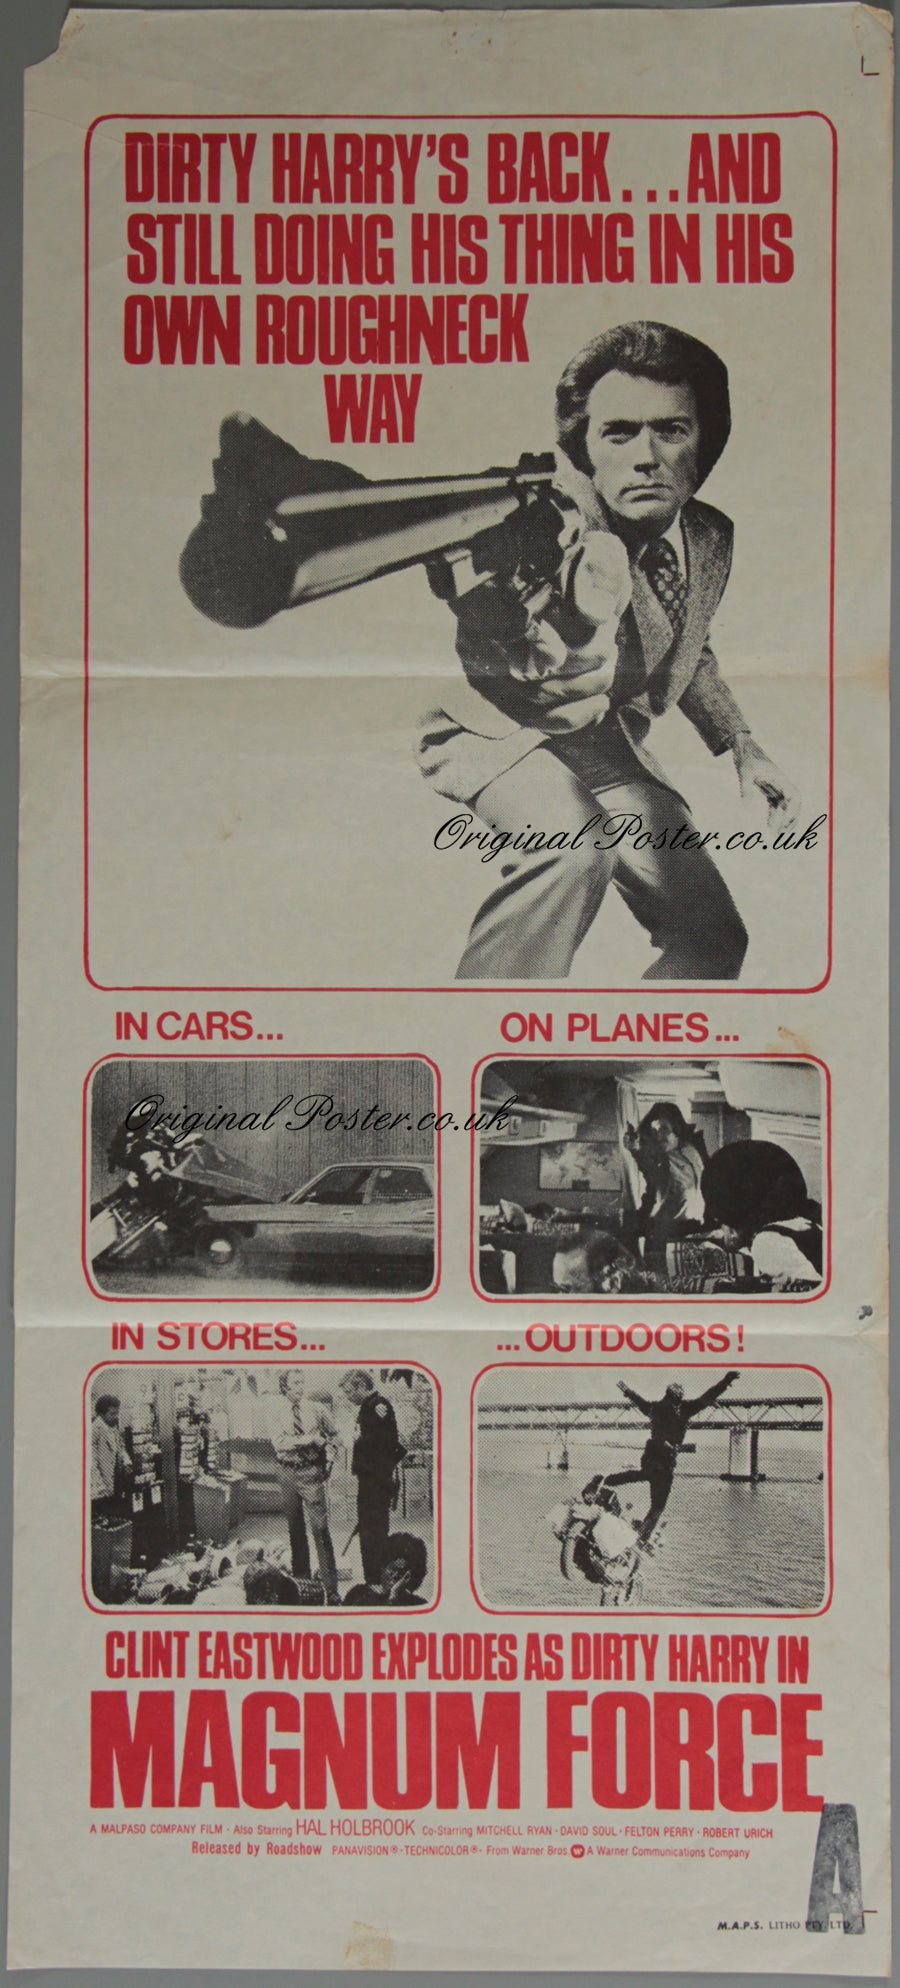 DIRTY HARRY'S BACK...AND
STILL DOING HIS THING IN HIS
OWN ROUGHNECK
WAY
Original Poster.co.uk
IN CARS...
ON PLANES...
Original Poster.co.uk
IN STORES...
...OUTDOORS!
CLINT EASTWOOD EXPLODES AS DIRTY HARRY IN
MAGNUM FORCE
A MALPASO COMPANY FILM · Also Starring HAL HOLBROOK Co-Starring MITCHELL RYAN · DAVID SOUL · FELTON PERRY · ROBERT URICH
Released by Roadshow PANAVISION® · TECHNICOLOR® · From Warner Bros. W A Warner Communications Company
A
M.A.P.S. LITHO PTY. LTD.